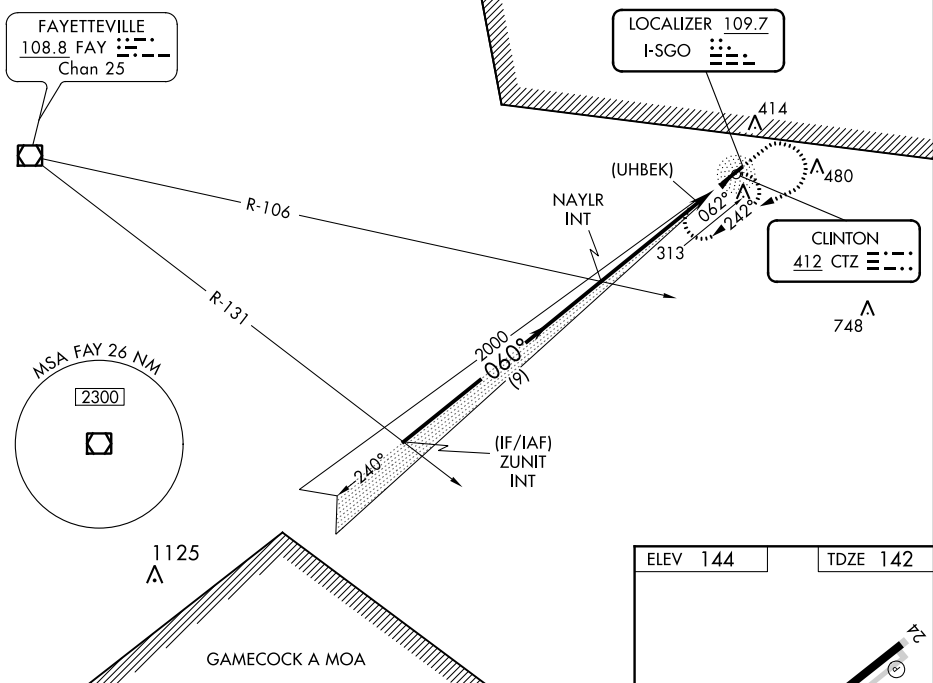 FAYETTEVILLE
108.8 FAY
Chan 25
LOCALIZER 109.7
I-SGO
414
480
(UHBEK)
062°
242°
NAYLR
INT
313
R-106
CLINTON
412 CTZ
748
R-131
2000
060°
(9)
MSA FAY 26 NM
2300
(IF/IAF)
ZUNIT
INT
240°
1125
GAMECOCK A MOA
ELEV 144
TDZE 142
24
P